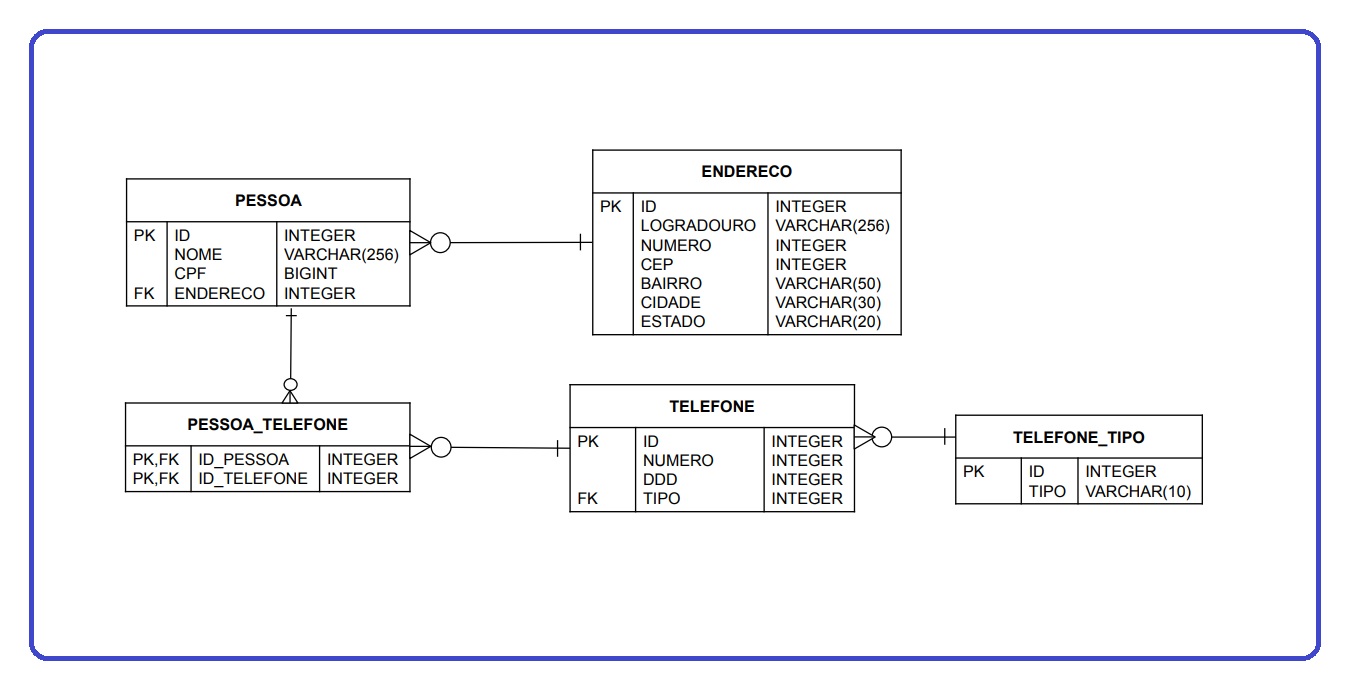 PESSOA
PK ID INTEGER
NOME VARCHAR(256)
CPF BIGINT
FK ENDERECO INTEGER
ENDERECO
PK ID INTEGER
LOGRADOURO VARCHAR(256)
NUMERO INTEGER
CEP INTEGER
BAIRRO VARCHAR(50)
CIDADE VARCHAR(30)
ESTADO VARCHAR(20)
PESSOA_TELEFONE
PK,FK ID_PESSOA INTEGER
PK,FK ID_TELEFONE INTEGER
TELEFONE
PK ID INTEGER
NUMERO INTEGER
DDD INTEGER
FK TIPO INTEGER
TELEFONE_TIPO
PK ID INTEGER
TIPO VARCHAR(10)